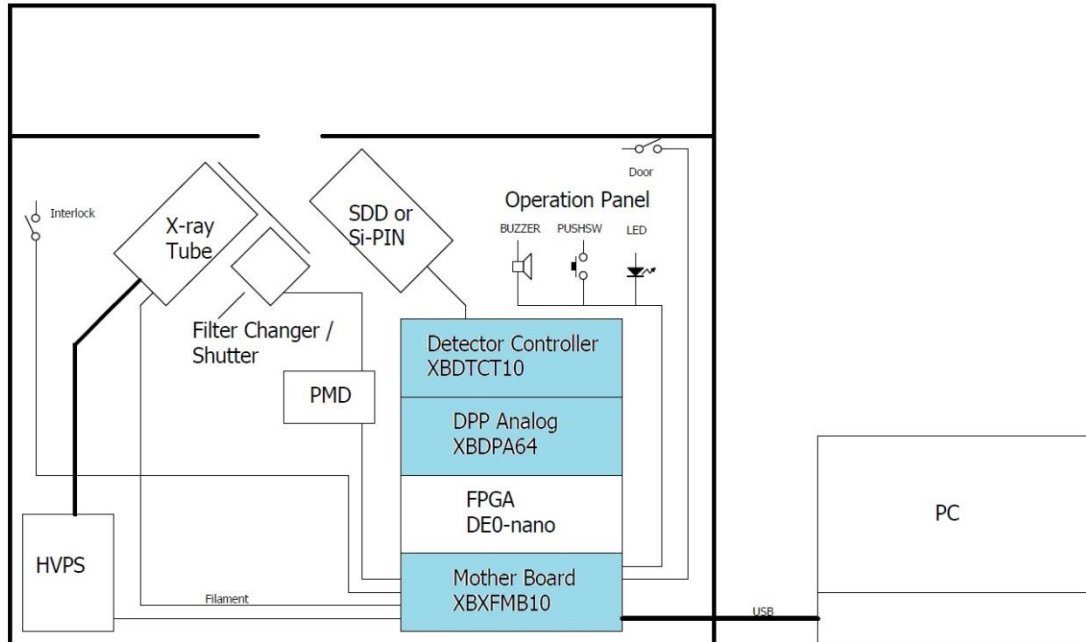 Door
Interlock
X-ray
Tube
SDD or
Si-PIN
Operation Panel
BUZZER
PUSHSW
LED
Filter Changer /
Shutter
PMD
Detector Controller
XBDTCT10
DPP Analog
XBDPA64
FPGA
DE0-nano
Mother Board
XBXFMB10
HVPS
Filament
USB
PC